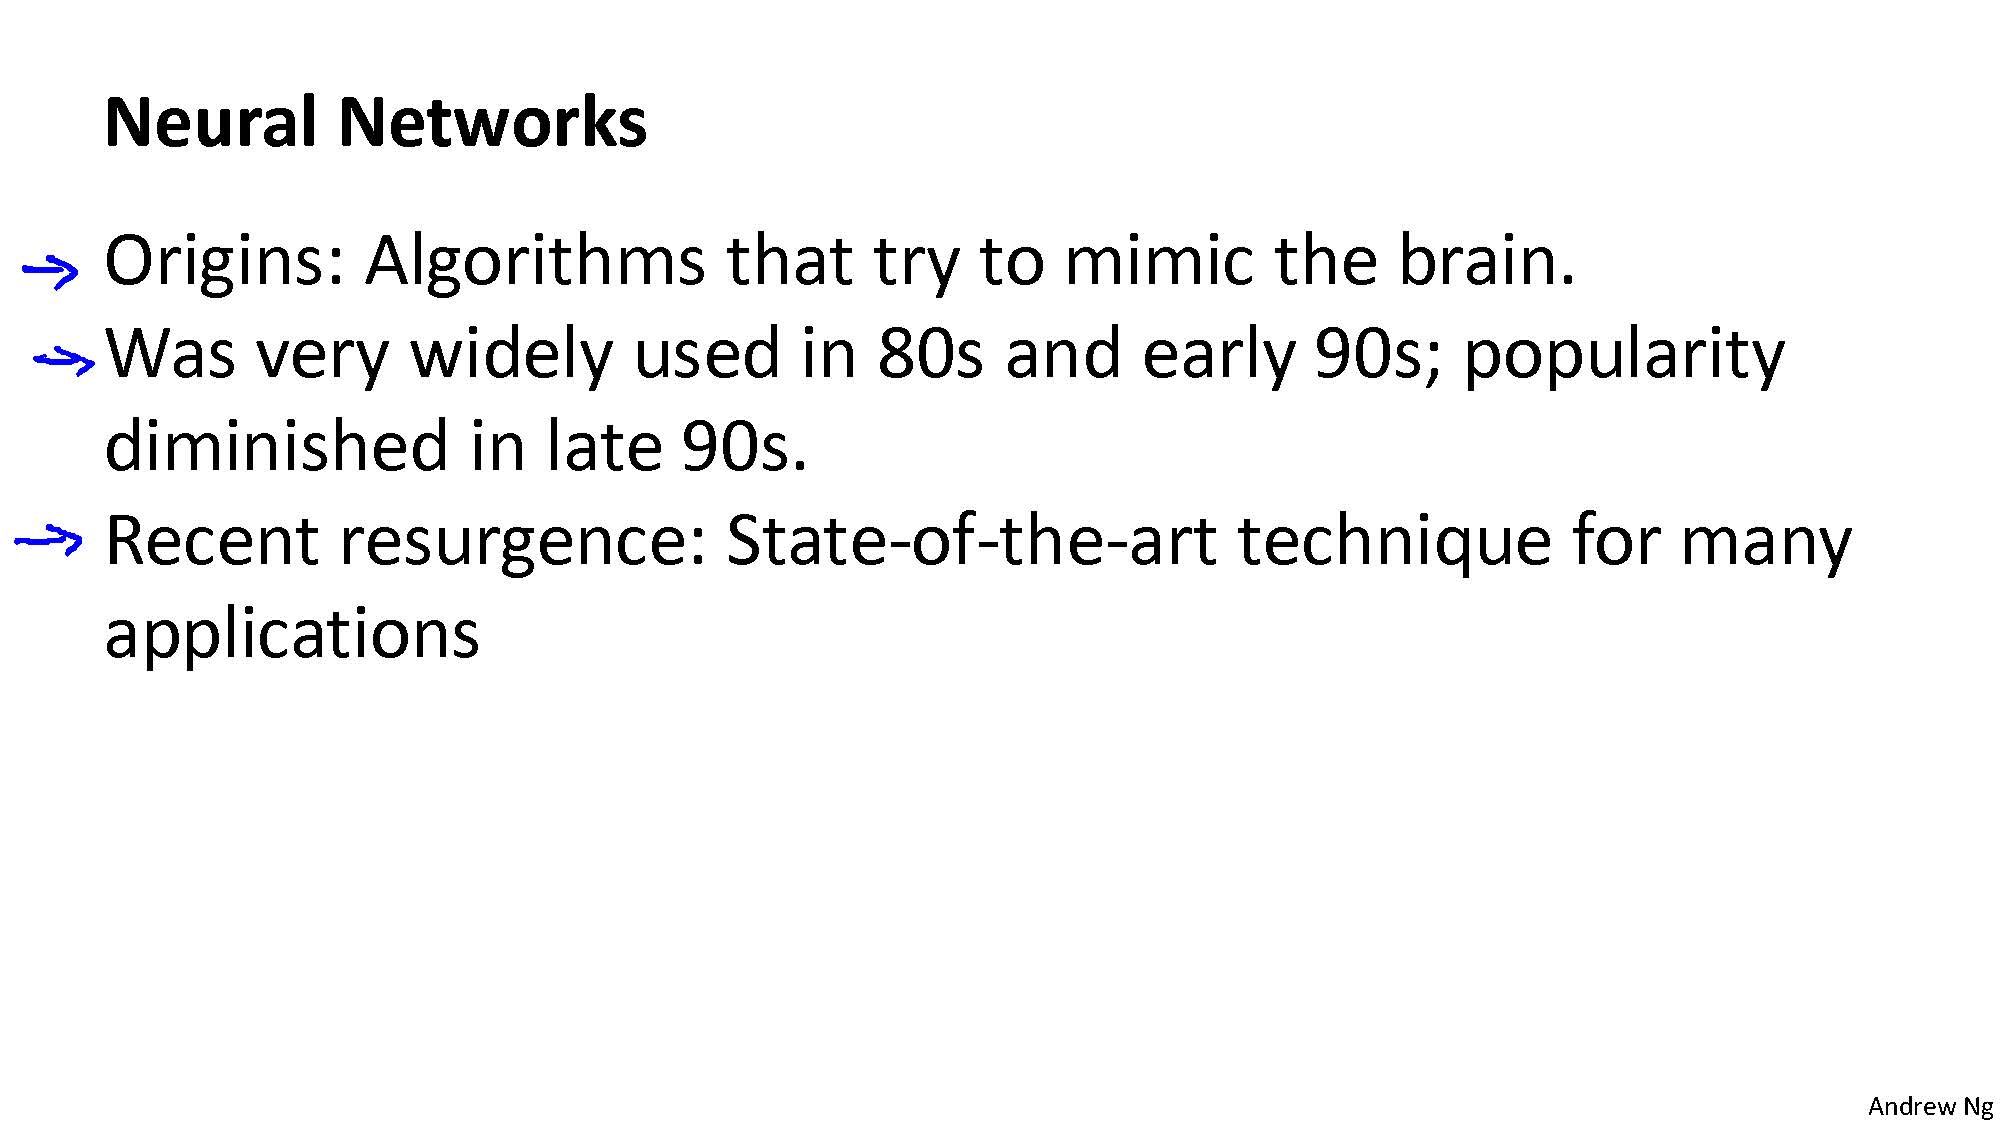 Neural Networks
Origins: Algorithms that try to mimic the brain.
Was very widely used in 80s and early 90s; popularity
diminished in late 90s.
Recent resurgence: State-of-the-art technique for many
applications
Andrew Ng